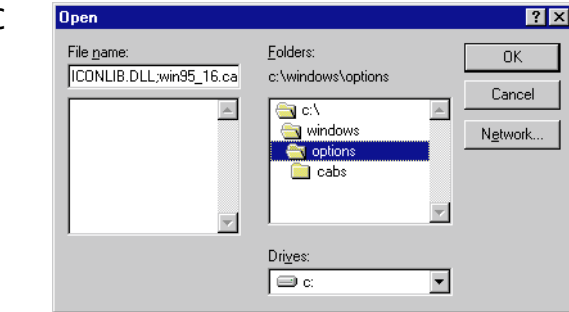 C
Open
File name:
ICONLIB.DLL;win95_16.ca
Folders:
c:\windows\options
c:\
windows
options
cabs
Drives:
c:
OK
Cancel
Network...